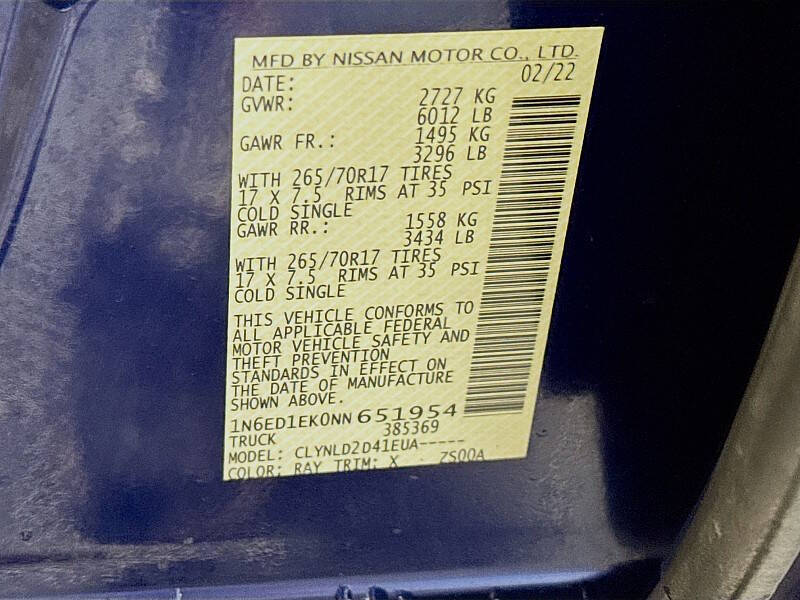 MFD BY NISSAN MOTOR CO., LTD.
DATE: 02/22
GVWR: 2727 KG
6012 LB
GAWR FR.: 1495 KG
3296 LB
WITH 265/70R17 TIRES
17 X 7.5 RIMS AT 35 PSI
COLD SINGLE
GAWR RR.: 1558 KG
3434 LB
WITH 265/70R17 TIRES
17 X 7.5 RIMS AT 35 PSI
COLD SINGLE
THIS VEHICLE CONFORMS TO
ALL APPLICABLE FEDERAL
MOTOR VEHICLE SAFETY AND
THEFT PREVENTION
STANDARDS IN EFFECT ON
THE DATE OF MANUFACTURE
SHOWN ABOVE.
1N6ED1EK0NN651954
TRUCK 385369
MODEL: CLYNLD2D41EUA-----
COLOR: RAY TRIM: X ZS00A